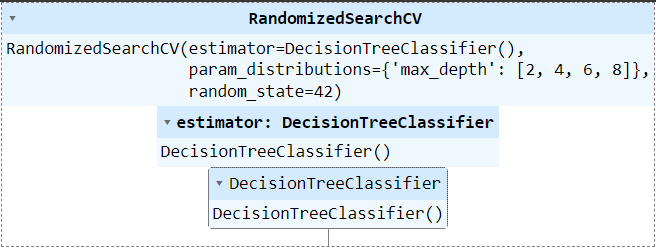 RandomizedSearchCV
RandomizedSearchCV(estimator=DecisionTreeClassifier(),
param_distributions={'max_depth': [2, 4, 6, 8]},
random_state=42)
estimator: DecisionTreeClassifier
DecisionTreeClassifier()
DecisionTreeClassifier
DecisionTreeClassifier()